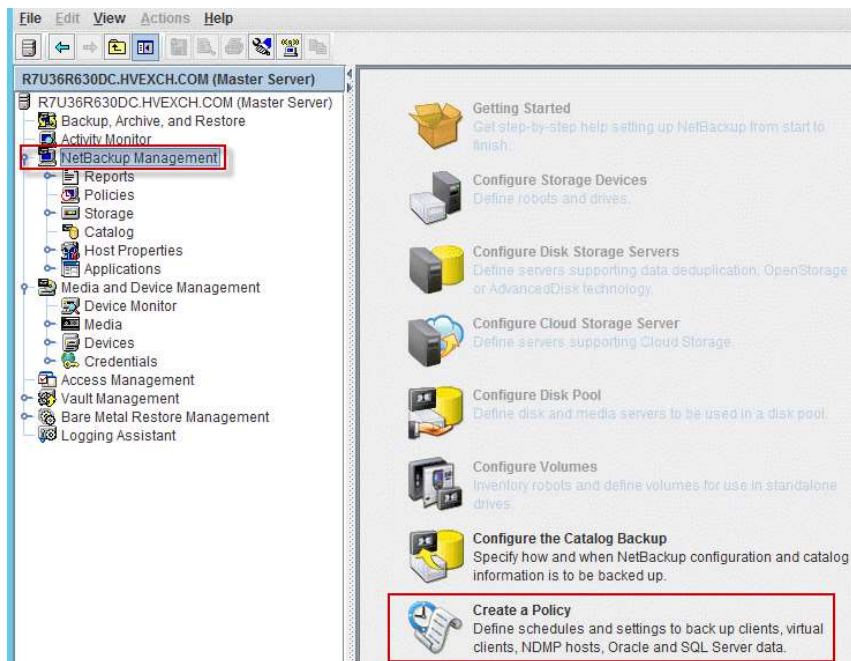 File Edit View Actions Help
R7U36R630DC.HVEXCH.COM (Master Server)
R7U36R630DC.HVEXCH.COM (Master Server)
Backup, Archive, and Restore
Activity Monitor
NetBackup Management
Reports
Policies
Storage
Catalog
Host Properties
Applications
Media and Device Management
Device Monitor
Media
Devices
Credentials
Access Management
Vault Management
Bare Metal Restore Management
Logging Assistant
Getting Started
Get step-by-step help setting up NetBackup from start to
finish.
Configure Storage Devices
Define robots and drives.
Configure Disk Storage Servers
Define servers supporting data deduplication, OpenStorage
or AdvancedDisk technology.
Configure Cloud Storage Server
Define servers supporting Cloud Storage.
Configure Disk Pool
Define disk and media servers to be used in a disk pool.
Configure Volumes
Inventory robots and define volumes for use in standalone
drives.
Configure the Catalog Backup
Specify how and when NetBackup configuration and catalog
information is to be backed up.
Create a Policy
Define schedules and settings to back up clients, virtual
clients, NDMP hosts, Oracle and SQL Server data.